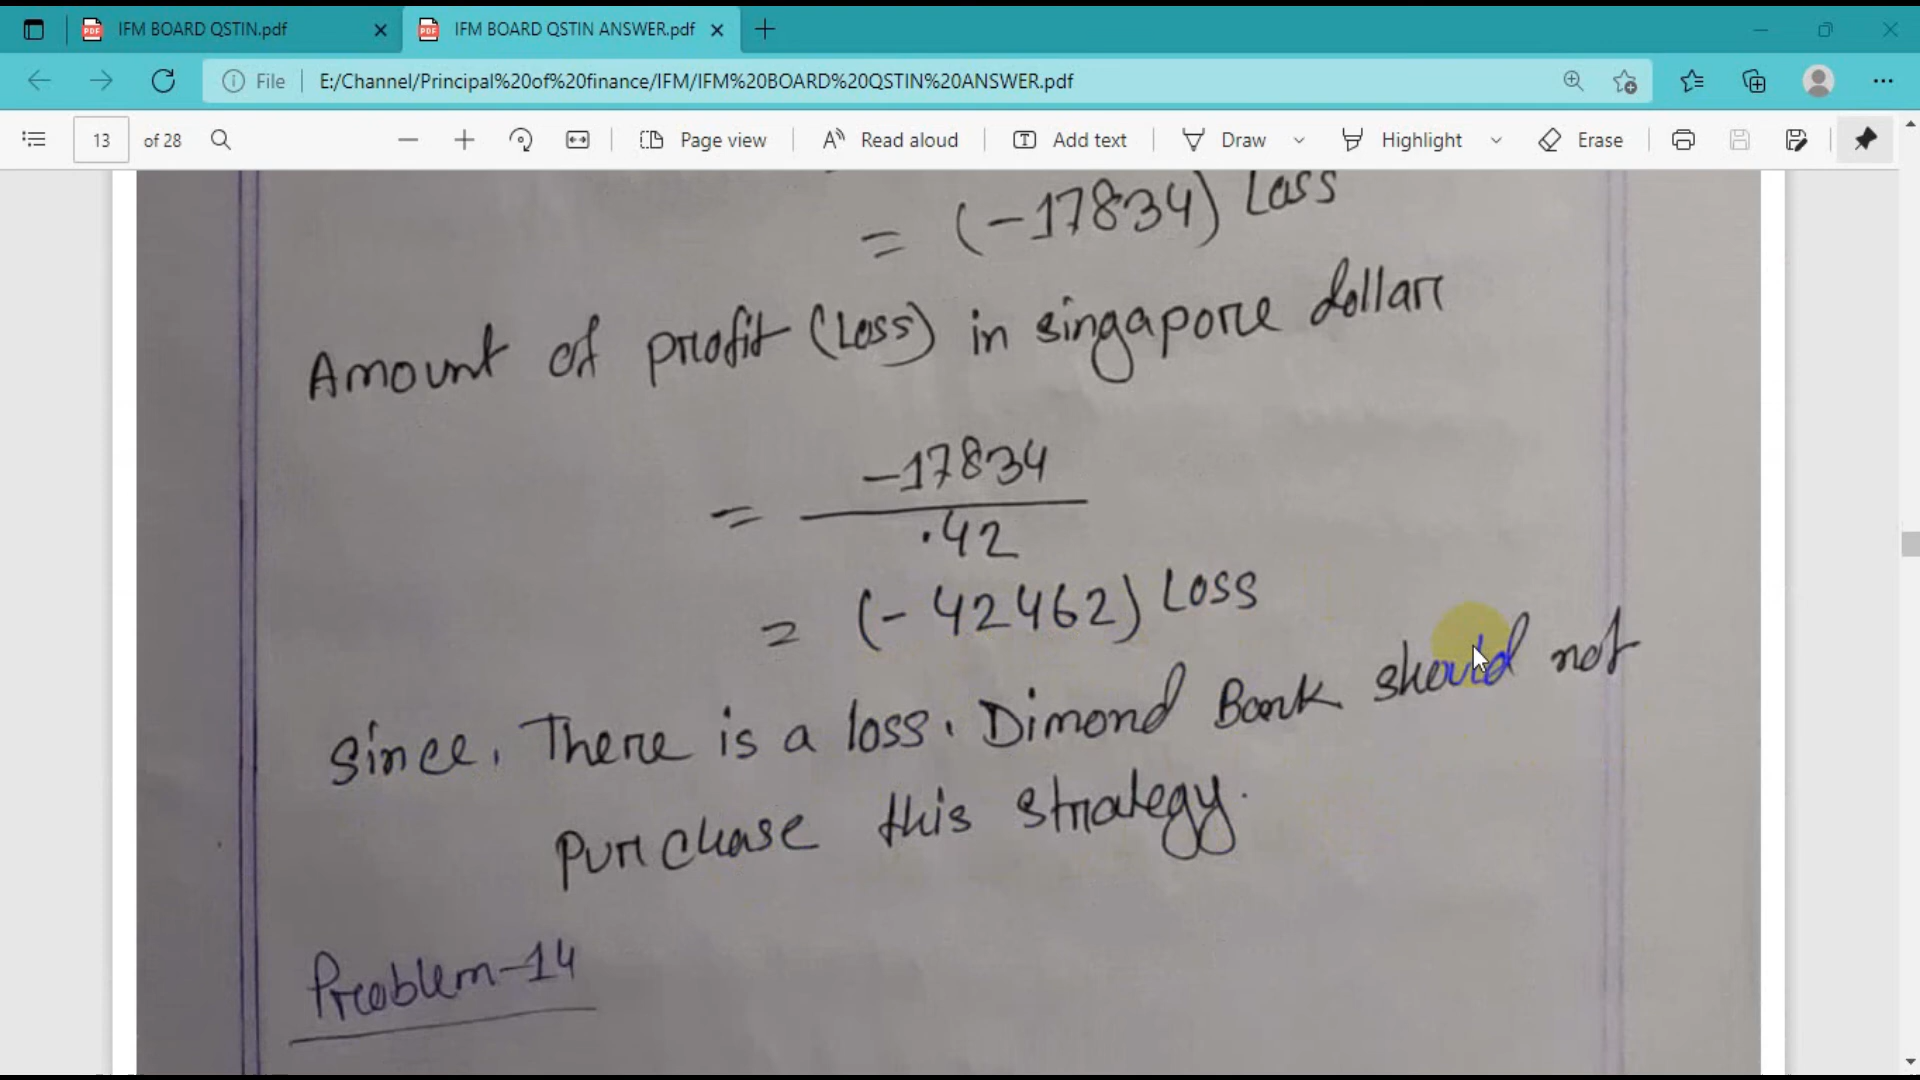 IFM BOARD QSTIN.pdf
IFM BOARD QSTIN ANSWER.pdf
File
E:/Channel/Principal%20of%20finance/IFM/IFM%20BOARD%20QSTIN%20ANSWER.pdf
13 of 28
Page view
Read aloud
Add text
Draw
Highlight
Erase
= (-17834) Loss
Amount of profit (Loss) in singapore dollar
= -17834
.42
= (-42462) Loss
Since, There is a loss. Dimond Bank should not
purchase this strategy.
Problem-14